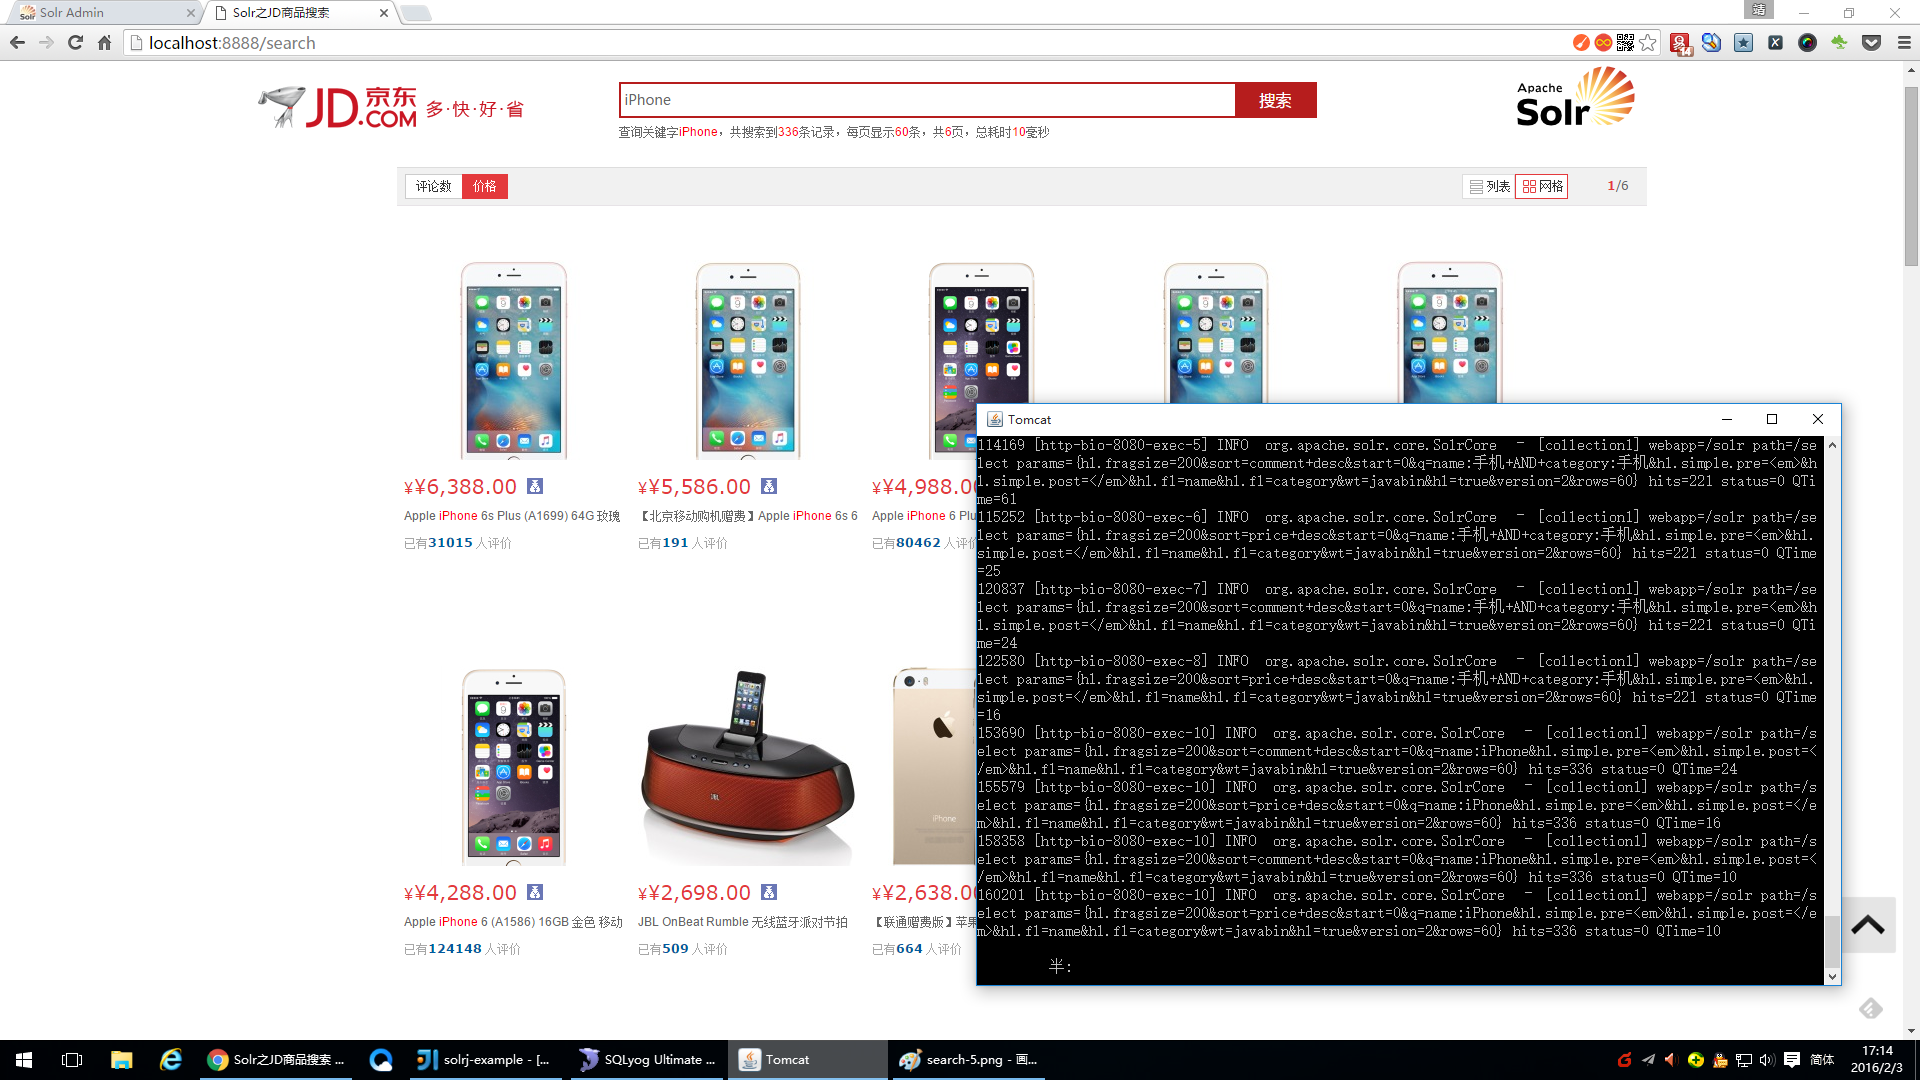 Solr Admin
Solr之JD商品搜索
靖
localhost:8888/search
14
JD.COM 京东 多·快·好·省
iPhone
搜索
Apache
Solr
查询关键字iPhone，共搜索到336条记录，每页显示60条，共6页，总耗时10毫秒
评论数 价格
列表 网格 1/6
¥¥6,388.00
¥¥5,586.00
¥¥4,988.0
Apple iPhone 6s Plus (A1699) 64G 玫瑰
【北京移动购机赠费】Apple iPhone 6s 6
Apple iPhone 6 Plu
已有31015 人评价
已有191 人评价
已有80462 人评价
JBL
iPhone
¥¥4,288.00
¥¥2,698.00
¥¥2,638.0
Apple iPhone 6 (A1586) 16GB 金色 移动
JBL OnBeat Rumble 无线蓝牙派对节拍
【联通赠费版】苹果
已有124148 人评价
已有509 人评价
已有664 人评价
Tomcat
114169 [http-bio-8080-exec-5] INFO  org.apache.solr.core.SolrCore  – [collection1] webapp=/solr path=/se
lect params={hl.fragsize=200&sort=comment+desc&start=0&q=name:手机+AND+category:手机&hl.simple.pre=<em>&h
l.simple.post=</em>&hl.fl=name&hl.fl=category&wt=javabin&hl=true&version=2&rows=60} hits=221 status=0 QTi
me=61
115252 [http-bio-8080-exec-6] INFO  org.apache.solr.core.SolrCore  – [collection1] webapp=/solr path=/se
lect params={hl.fragsize=200&sort=price+desc&start=0&q=name:手机+AND+category:手机&hl.simple.pre=<em>&hl.
simple.post=</em>&hl.fl=name&hl.fl=category&wt=javabin&hl=true&version=2&rows=60} hits=221 status=0 QTime
=25
120837 [http-bio-8080-exec-7] INFO  org.apache.solr.core.SolrCore  – [collection1] webapp=/solr path=/se
lect params={hl.fragsize=200&sort=comment+desc&start=0&q=name:手机+AND+category:手机&hl.simple.pre=<em>&h
l.simple.post=</em>&hl.fl=name&hl.fl=category&wt=javabin&hl=true&version=2&rows=60} hits=221 status=0 QTi
me=24
122580 [http-bio-8080-exec-8] INFO  org.apache.solr.core.SolrCore  – [collection1] webapp=/solr path=/se
lect params={hl.fragsize=200&sort=price+desc&start=0&q=name:手机+AND+category:手机&hl.simple.pre=<em>&hl.
simple.post=</em>&hl.fl=name&hl.fl=category&wt=javabin&hl=true&version=2&rows=60} hits=221 status=0 QTime
=16
153690 [http-bio-8080-exec-10] INFO  org.apache.solr.core.SolrCore  – [collection1] webapp=/solr path=/s
elect params={hl.fragsize=200&sort=comment+desc&start=0&q=name:iPhone&hl.simple.pre=<em>&hl.simple.post=<
/em>&hl.fl=name&hl.fl=category&wt=javabin&hl=true&version=2&rows=60} hits=336 status=0 QTime=24
155579 [http-bio-8080-exec-10] INFO  org.apache.solr.core.SolrCore  – [collection1] webapp=/solr path=/s
elect params={hl.fragsize=200&sort=price+desc&start=0&q=name:iPhone&hl.simple.pre=<em>&hl.simple.post=</e
m>&hl.fl=name&hl.fl=category&wt=javabin&hl=true&version=2&rows=60} hits=336 status=0 QTime=16
158358 [http-bio-8080-exec-10] INFO  org.apache.solr.core.SolrCore  – [collection1] webapp=/solr path=/s
elect params={hl.fragsize=200&sort=comment+desc&start=0&q=name:iPhone&hl.simple.pre=<em>&hl.simple.post=<
/em>&hl.fl=name&hl.fl=category&wt=javabin&hl=true&version=2&rows=60} hits=336 status=0 QTime=10
160201 [http-bio-8080-exec-10] INFO  org.apache.solr.core.SolrCore  – [collection1] webapp=/solr path=/s
elect params={hl.fragsize=200&sort=price+desc&start=0&q=name:iPhone&hl.simple.pre=<em>&hl.simple.post=</e
m>&hl.fl=name&hl.fl=category&wt=javabin&hl=true&version=2&rows=60} hits=336 status=0 QTime=10
半:
Solr之JD商品搜索 ...
solrj-example - [...
SQLyog Ultimate ...
Tomcat
search-5.png - 画...
简体
17:14
2016/2/3